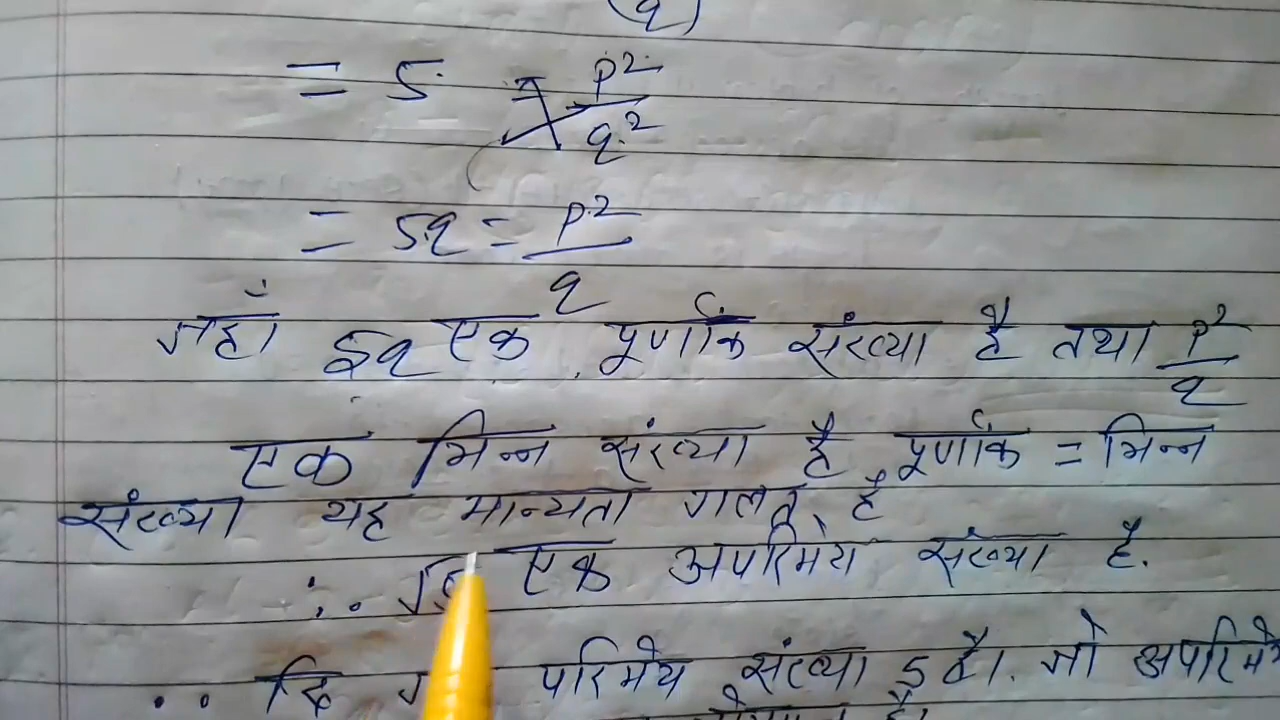 (q)
= 5 p²/q²
= 5q = p²/q
जहाँ 5q एक पूर्णांक संख्या है तथा p²/q
एक भिन्न संख्या है पूर्णांक = भिन्न
संख्या यह मान्यता गलत है
∴ एक अपरिमेय संख्या है.
परिमेय संख्या 5 है। जो अपरिमे